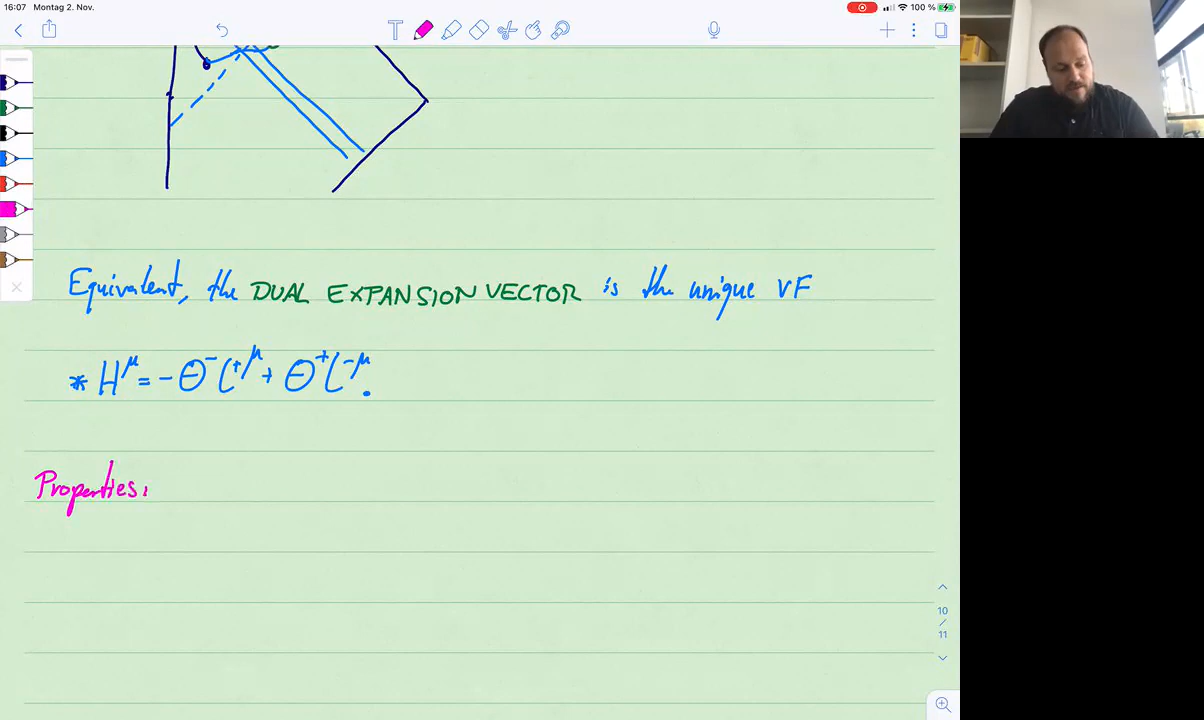 16:07 Montag 2. Nov.
100 %
T
Equivalent, the DUAL EXPANSION VECTOR is the unique VF
* H^μ = - Θ^- l^{+μ} + Θ^+ l^{-μ}.
Properties:
10
/
11